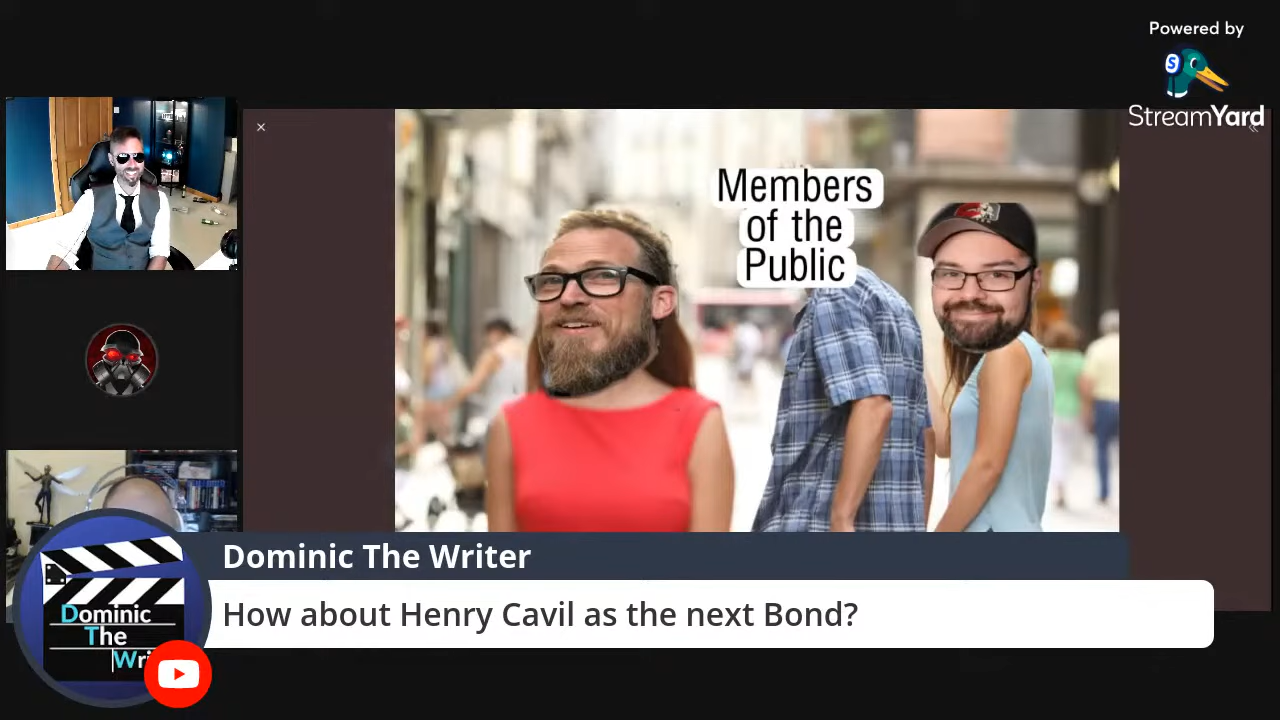 Powered by
StreamYard
Members
of the
Public
Dominic The Writer
How about Henry Cavil as the next Bond?
Dominic
The
Wri